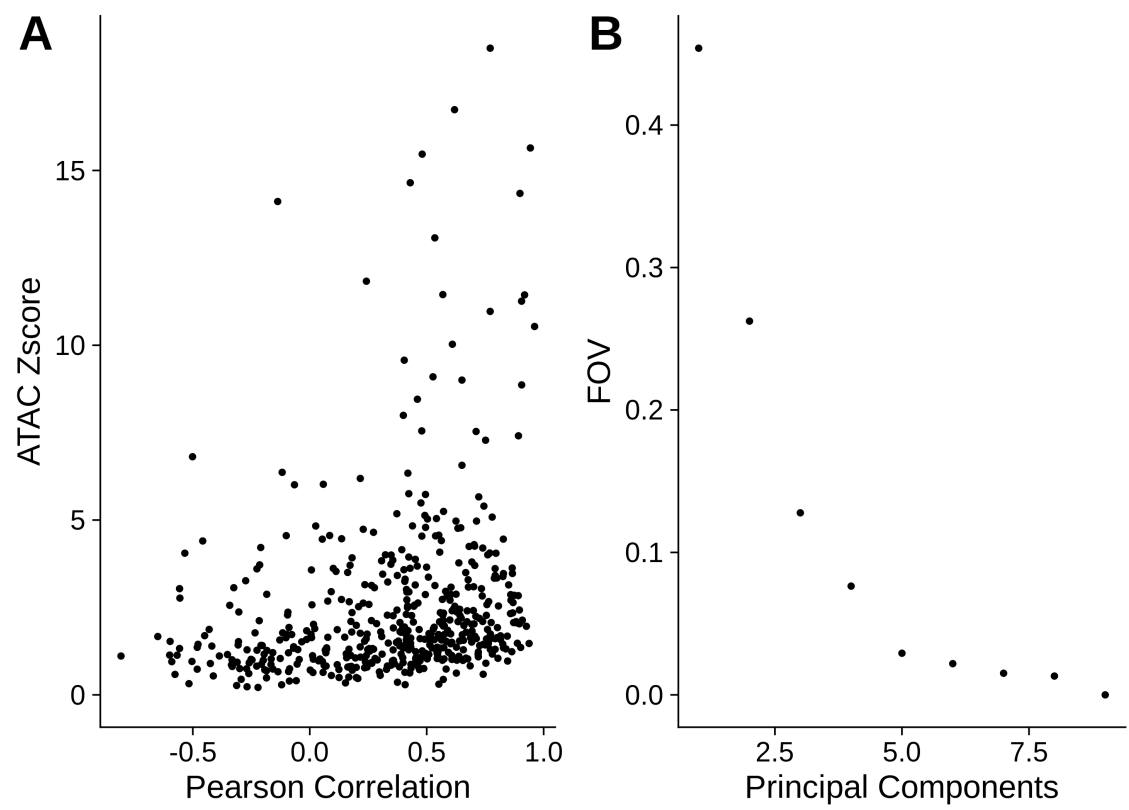 A
B
15
10
5
0
ATAC Zscore
-0.5 0.0 0.5 1.0
Pearson Correlation
0.4
0.3
0.2
0.1
0.0
FOV
2.5 5.0 7.5
Principal Components